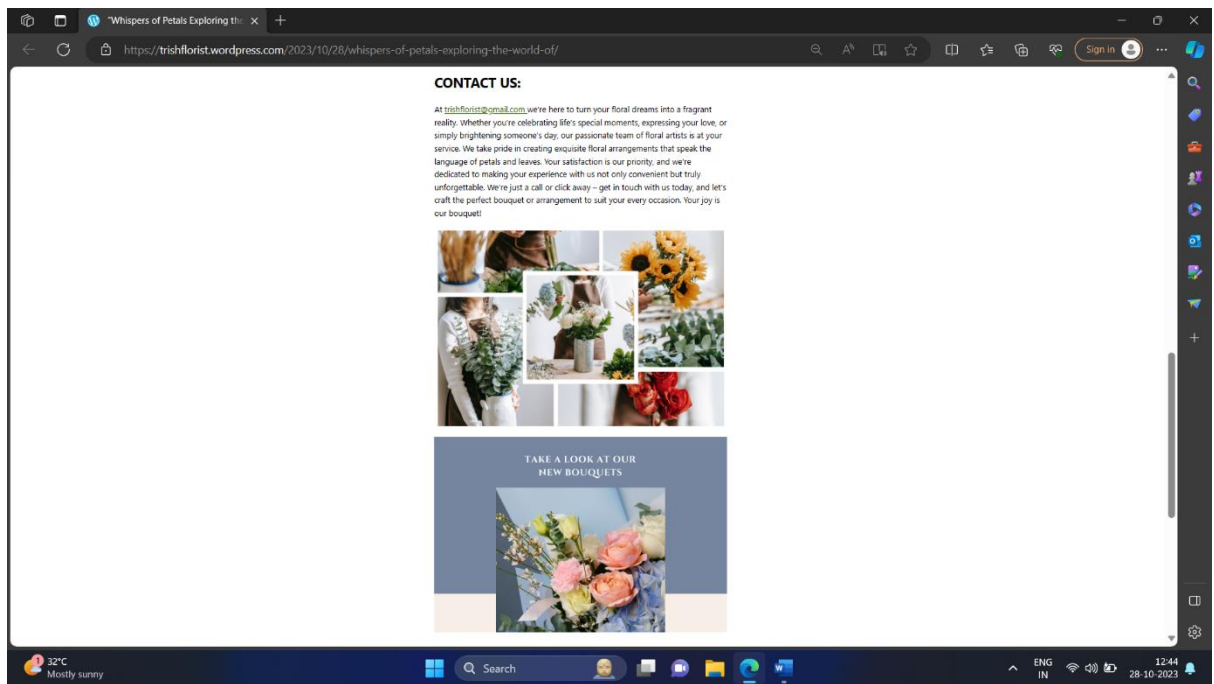 "Whispers of Petals Exploring the
https://trishflorist.wordpress.com/2023/10/28/whispers-of-petals-exploring-the-world-of/
Sign in
CONTACT US:
At trishflorist@gmail.com we're here to turn your floral dreams into a fragrant
reality. Whether you're celebrating life's special moments, expressing your love, or
simply brightening someone's day, our passionate team of floral artists is at your
service. We take pride in creating exquisite floral arrangements that speak the
language of petals and leaves. Your satisfaction is our priority, and we're
dedicated to making your experience with us not only convenient but truly
unforgettable. We're just a call or click away – get in touch with us today, and let's
craft the perfect bouquet or arrangement to suit your every occasion. Your joy is
our bouquet!
TAKE A LOOK AT OUR
NEW BOUQUETS
1
32°C
Mostly sunny
Search
ENG
IN
12:44
28-10-2023